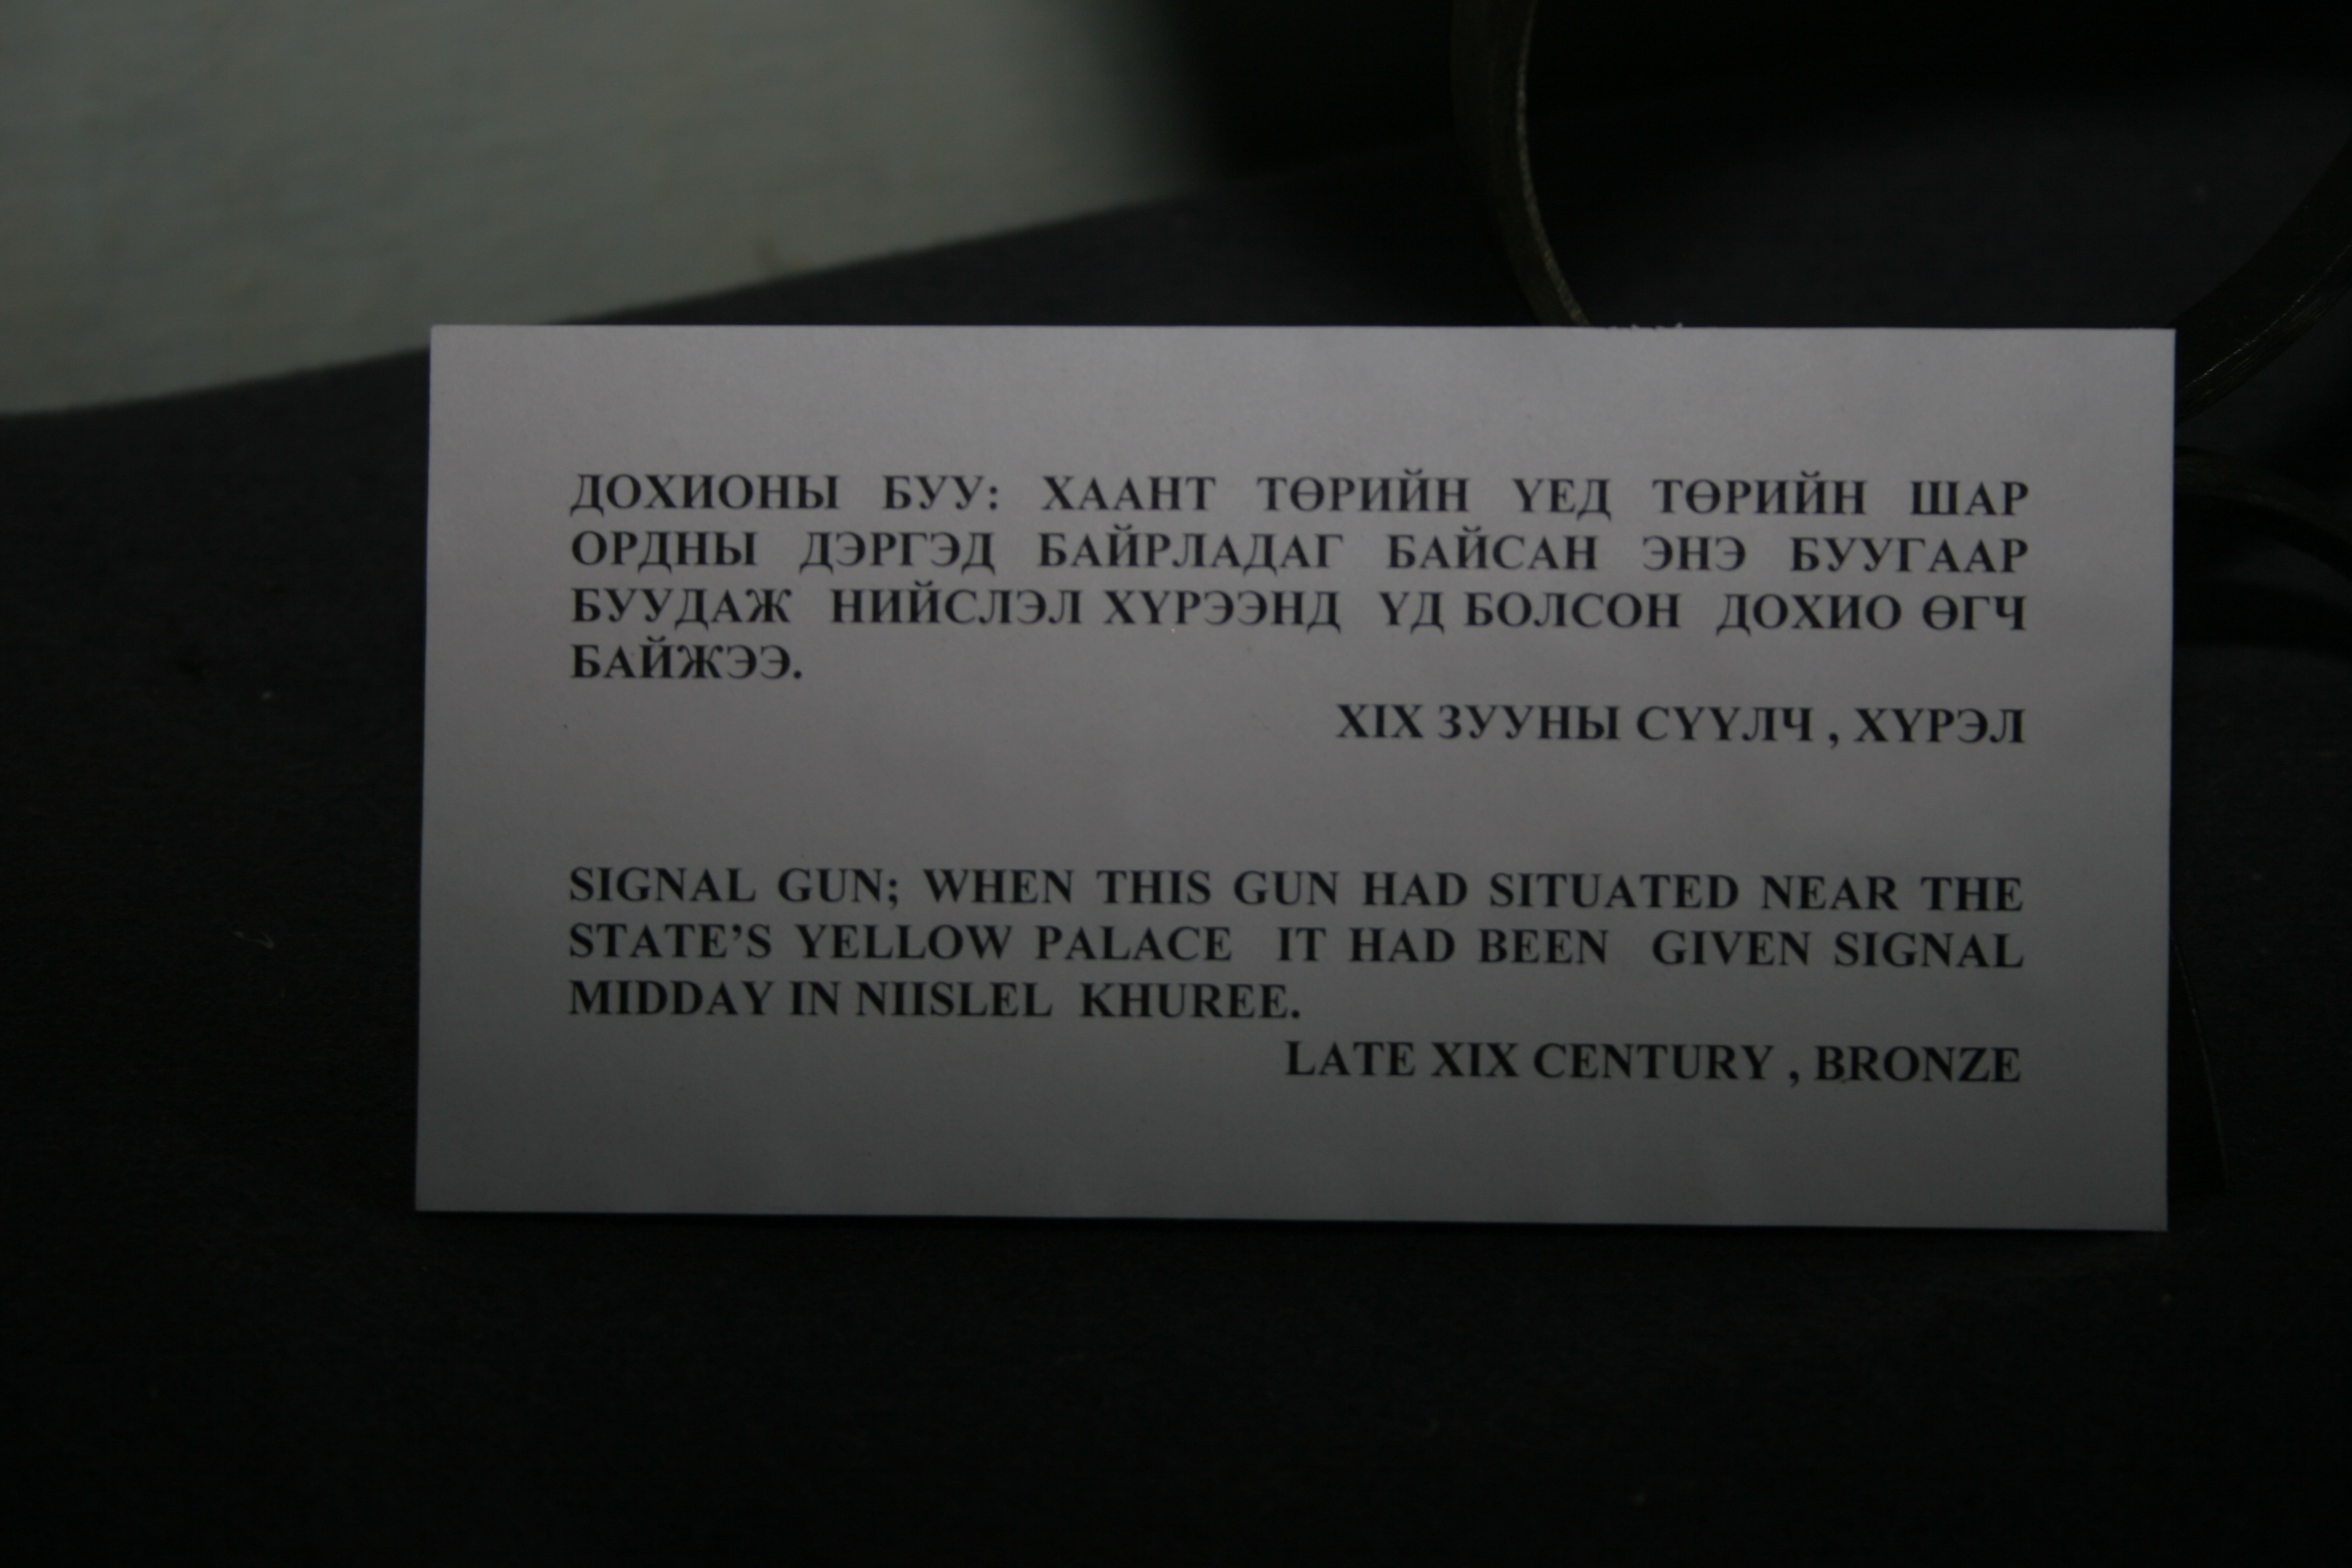 ДОХИОНЫ БУУ: ХААНТ ТӨРИЙН ҮЕД ТӨРИЙН ШАР
ОРДНЫ ДЭРГЭД БАЙРЛАДАГ БАЙСАН ЭНЭ БУУГААР
БУУДАЖ НИЙСЛЭЛ ХҮРЭЭНД ҮД БОЛСОН ДОХИО ӨГЧ
БАЙЖЭЭ.
XIX ЗУУНЫ СҮҮЛЧ , ХҮРЭЛ
SIGNAL GUN; WHEN THIS GUN HAD SITUATED NEAR THE
STATE’S YELLOW PALACE IT HAD BEEN GIVEN SIGNAL
MIDDAY IN NIISLEL KHUREE.
LATE XIX CENTURY , BRONZE